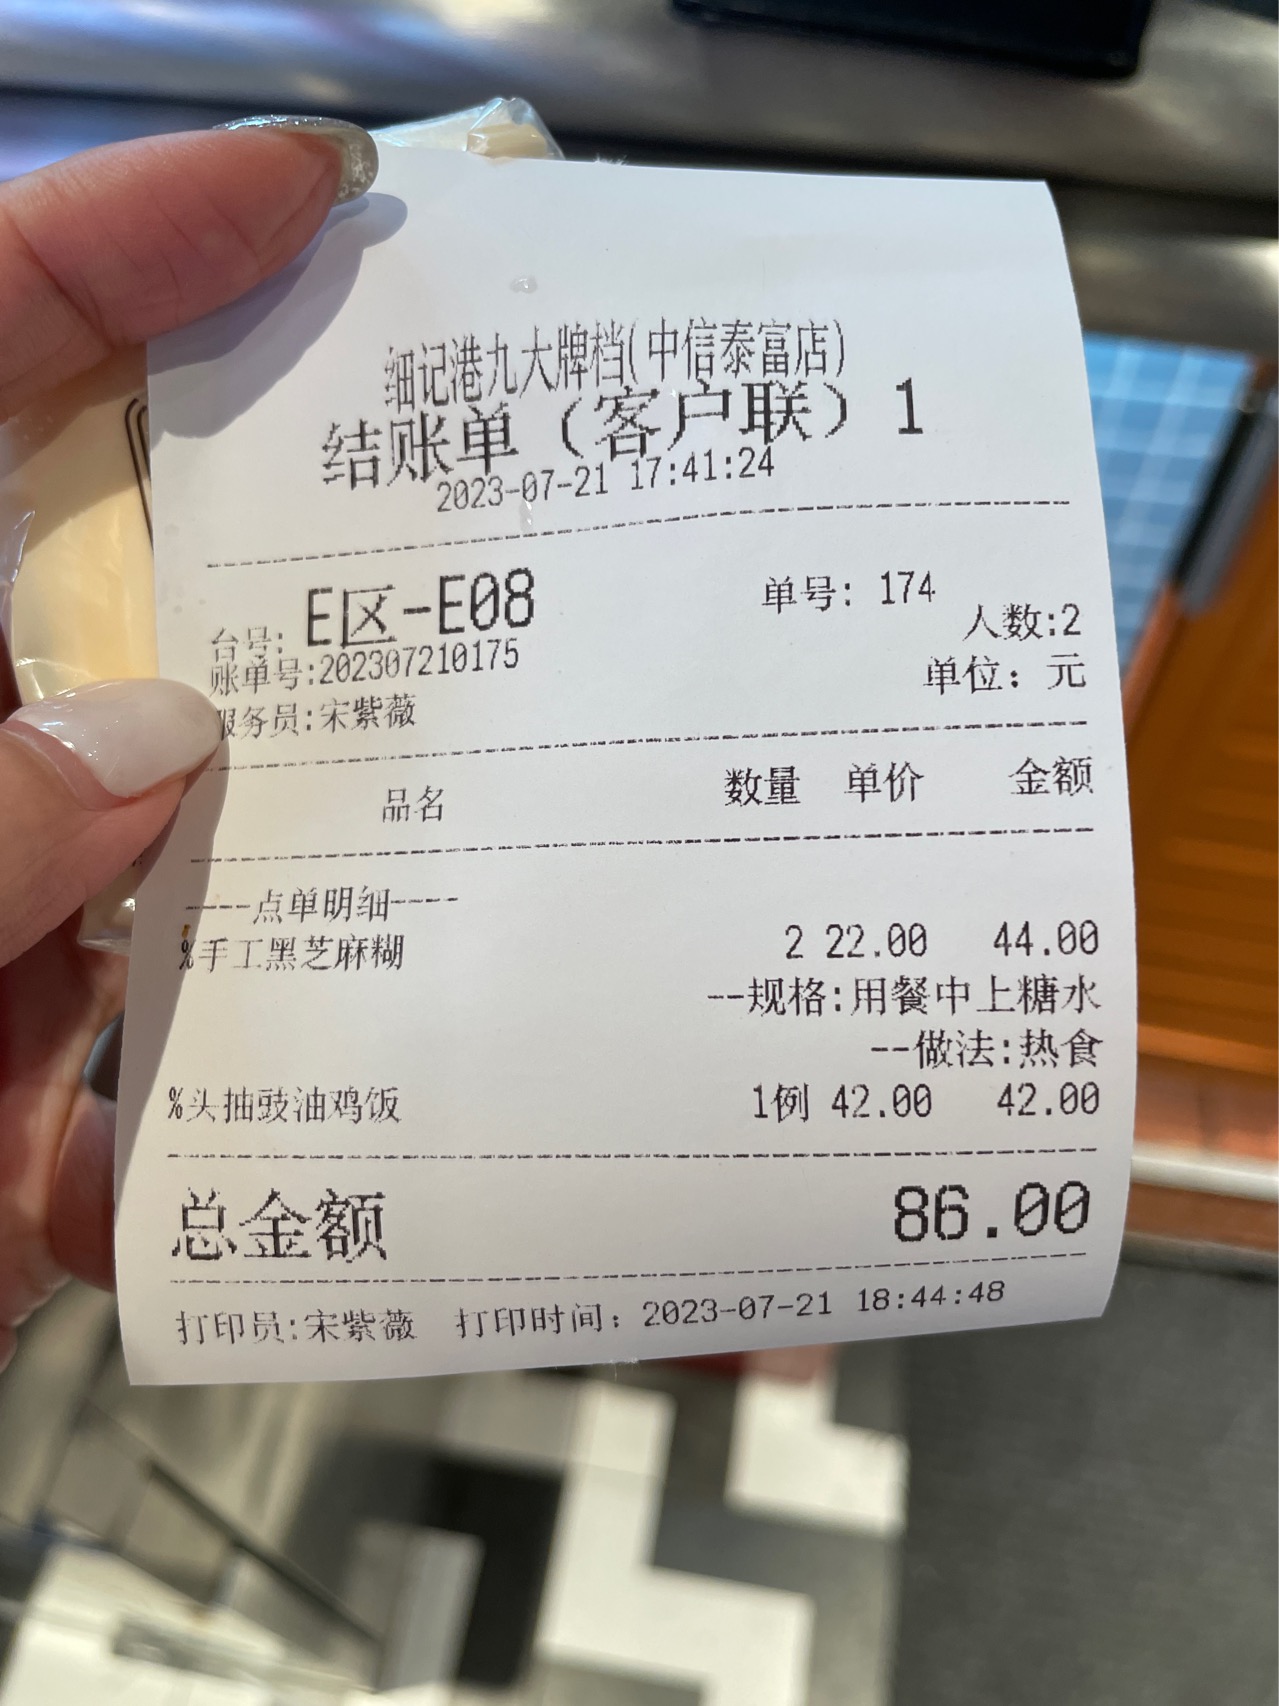 细记港九大牌档(中信泰富店)
结账单（客户联）1
2023-07-21 17:41:24
台号: E区-E08 单号: 174
人数:2
账单号:202307210175
单位: 元
服务员:宋紫薇
品名 数量 单价 金额
----点单明细----
%手工黑芝麻糊 2 22.00 44.00
--规格:用餐中上糖水
--做法:热食
%头抽豉油鸡饭 1例 42.00 42.00
总金额 86.00
打印员:宋紫薇 打印时间: 2023-07-21 18:44:48